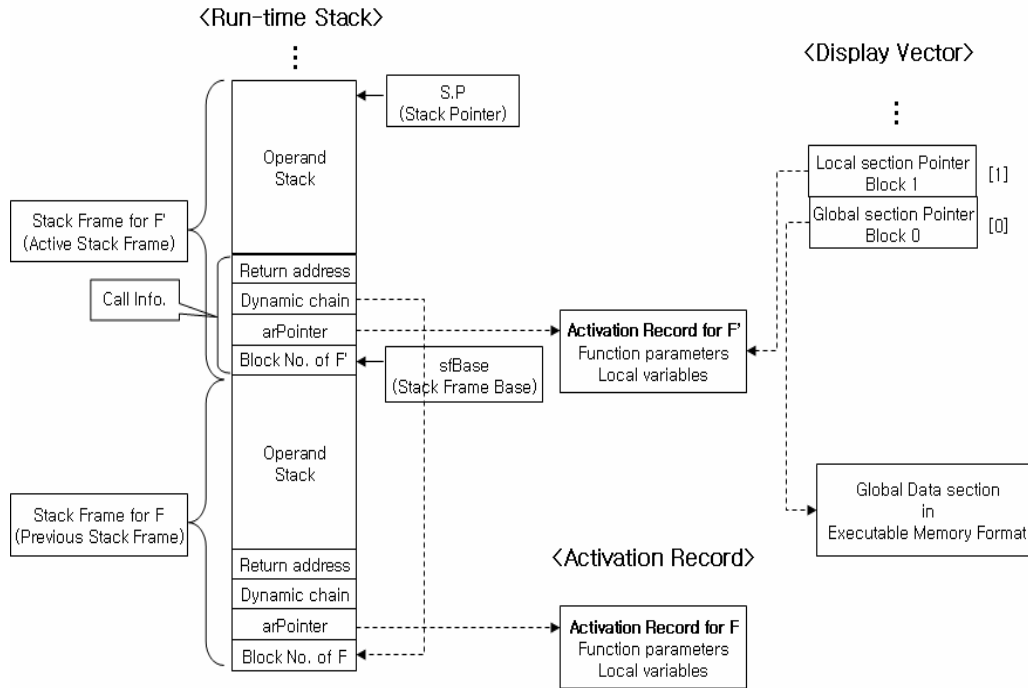 <Run-time Stack>
S.P
(Stack Pointer)
Operand
Stack
Stack Frame for F'
(Active Stack Frame)
Call Info.
Return address
Dynamic chain
arPointer
Block No. of F'
sfBase
(Stack Frame Base)
Operand
Stack
Stack Frame for F
(Previous Stack Frame)
Return address
Dynamic chain
arPointer
Block No. of F
Activation Record for F'
Function parameters
Local variables
<Activation Record>
Activation Record for F
Function parameters
Local variables
<Display Vector>
Local section Pointer
Block 1
[1]
Global section Pointer
Block 0
[0]
Global Data section
in
Executable Memory Format